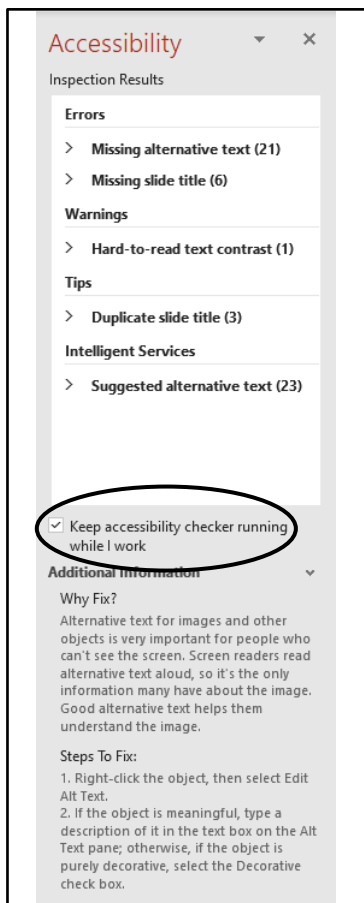 Accessibility
Inspection Results
Errors
Missing alternative text (21)
Missing slide title (6)
Warnings
Hard-to-read text contrast (1)
Tips
Duplicate slide title (3)
Intelligent Services
Suggested alternative text (23)
Keep accessibility checker running
while I work
Additional Information
Why Fix?
Alternative text for images and other
objects is very important for people who
can't see the screen. Screen readers read
alternative text aloud, so it's the only
information many have about the image.
Good alternative text helps them
understand the image.
Steps To Fix:
1. Right-click the object, then select Edit
Alt Text.
2. If the object is meaningful, type a
description of it in the text box on the Alt
Text pane; otherwise, if the object is
purely decorative, select the Decorative
check box.